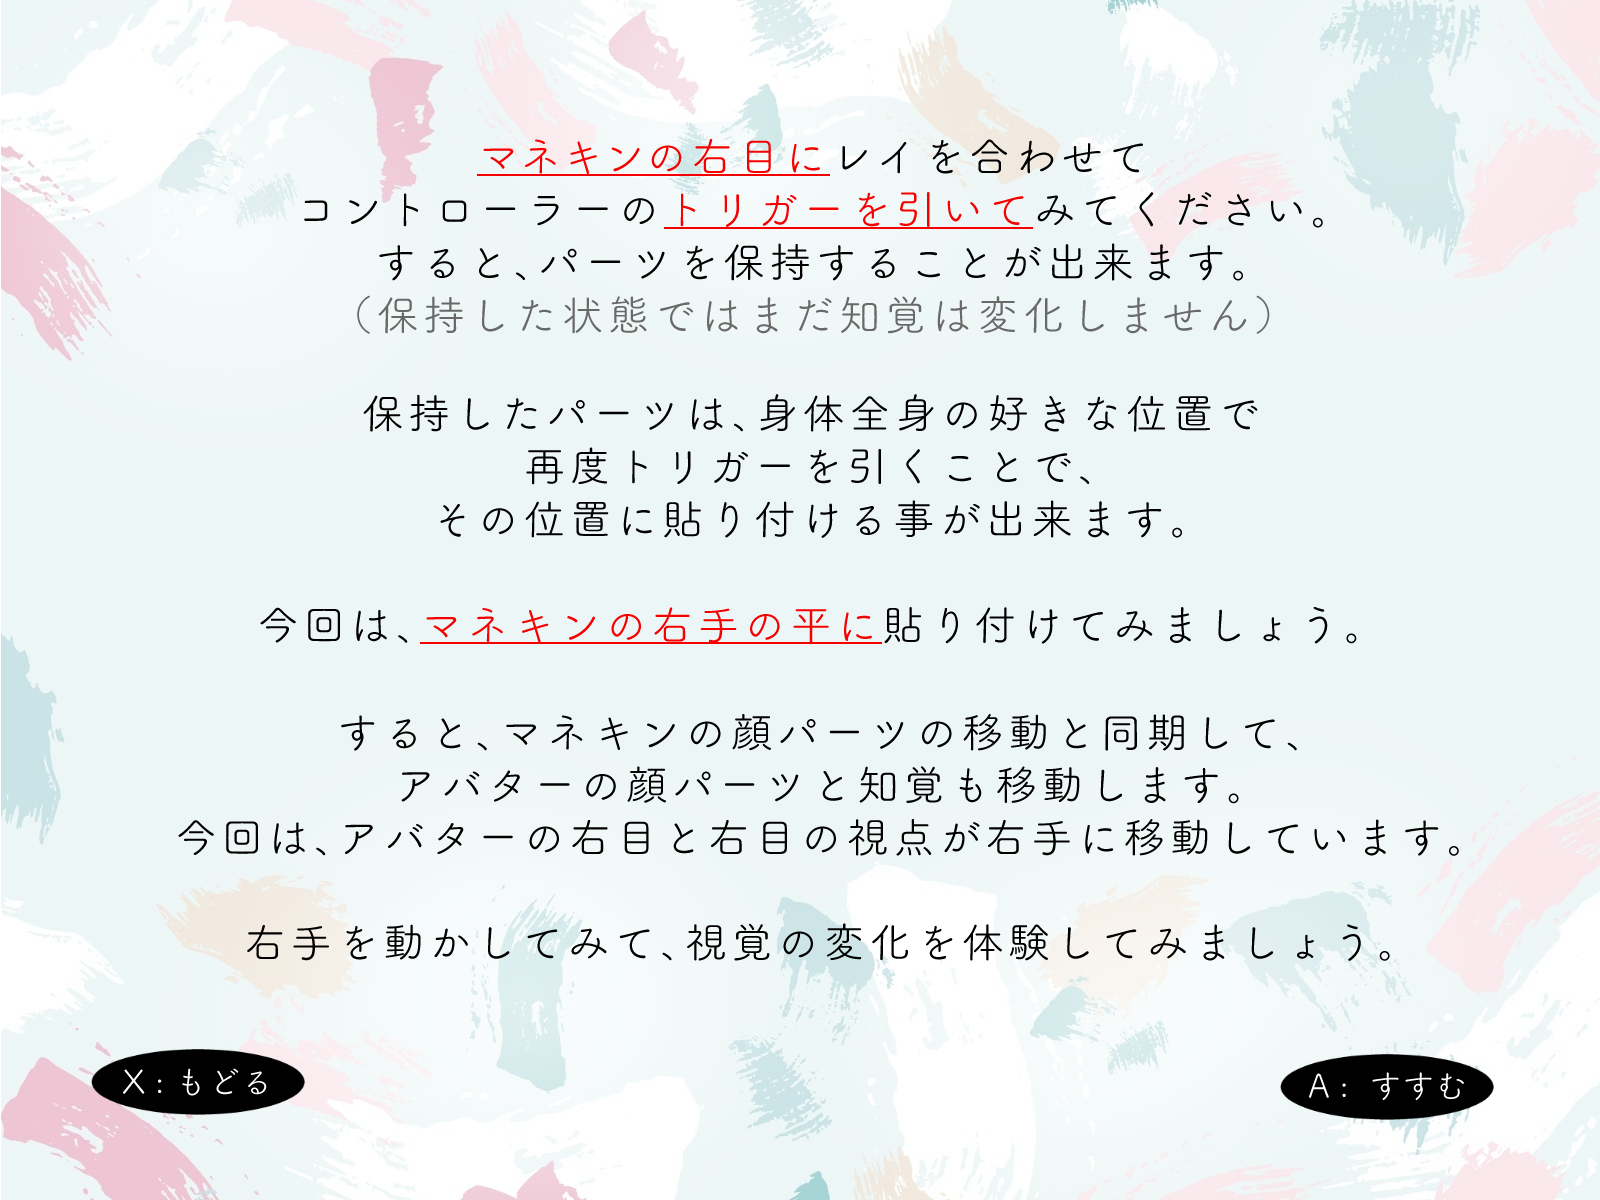 マネキンの右目にレイを合わせて
コントローラーのトリガーを引いてみてください。
すると、パーツを保持することが出来ます。
（保持した状態ではまだ知覚は変化しません）
保持したパーツは、身体全身の好きな位置で
再度トリガーを引くことで、
その位置に貼り付ける事が出来ます。
今回は、マネキンの右手の平に貼り付けてみましょう。
すると、マネキンの顔パーツの移動と同期して、
アバターの顔パーツと知覚も移動します。
今回は、アバターの右目と右目の視点が右手に移動しています。
右手を動かしてみて、視覚の変化を体験してみましょう。
X：もどる
A：すすむ